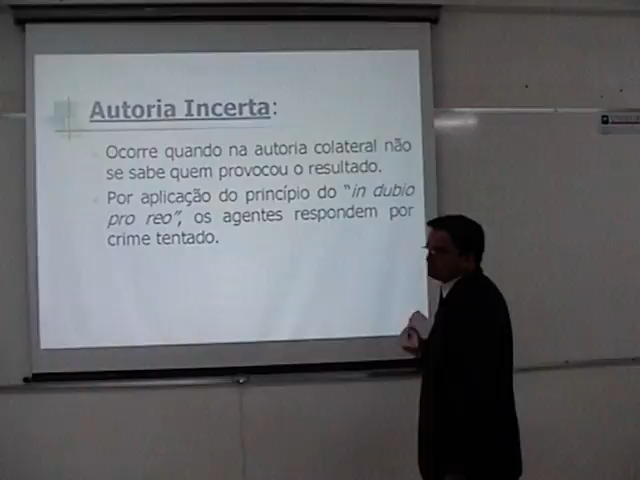 Autoria Incerta:
Ocorre quando na autoria colateral não
se sabe quem provocou o resultado.
Por aplicação do princípio do "in dubio
pro reo", os agentes respondem por
crime tentado.